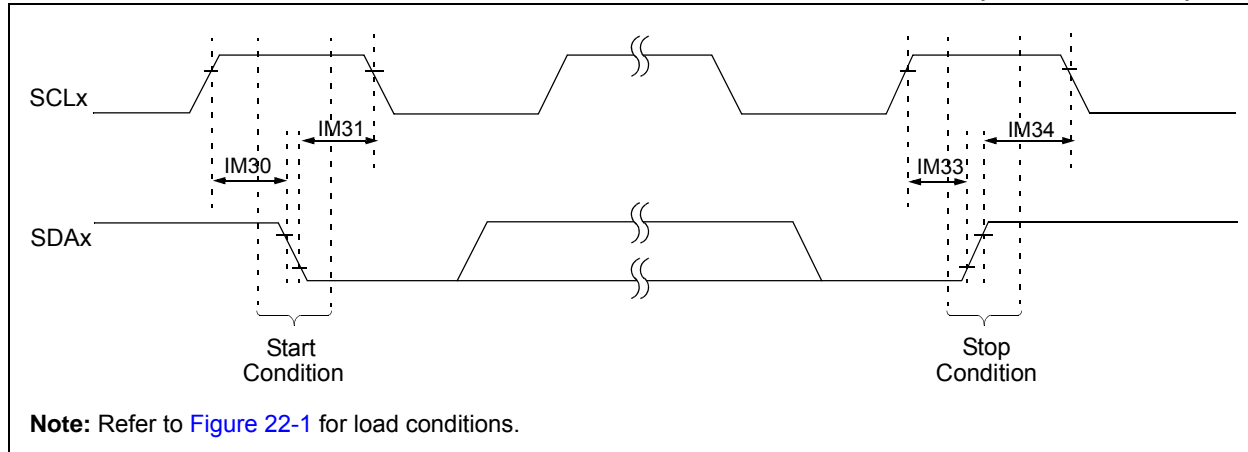 SCLx
IM31
IM34
IM30
IM33
SDAx
Start
Condition
Stop
Condition
Note: Refer to Figure 22-1 for load conditions.